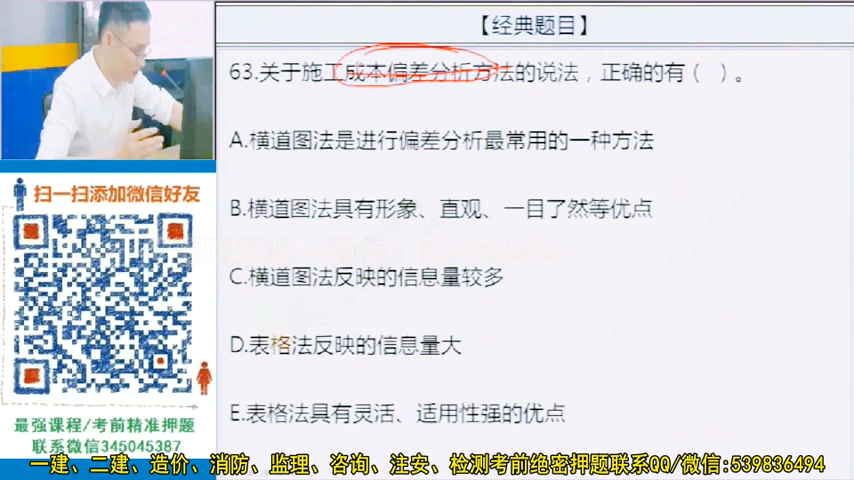 【经典题目】
63.关于施工成本偏差分析方法的说法，正确的有（ ）。
A.横道图法是进行偏差分析最常用的一种方法
B.横道图法具有形象、直观、一目了然等优点
C.横道图法反映的信息量较多
D.表格法反映的信息量大
E.表格法具有灵活、适用性强的优点
扫一扫添加微信好友
最强课程/考前精准押题
联系微信345045387
一建、二建、造价、消防、监理、咨询、注安、检测考前绝密押题联系QQ/微信:539836494